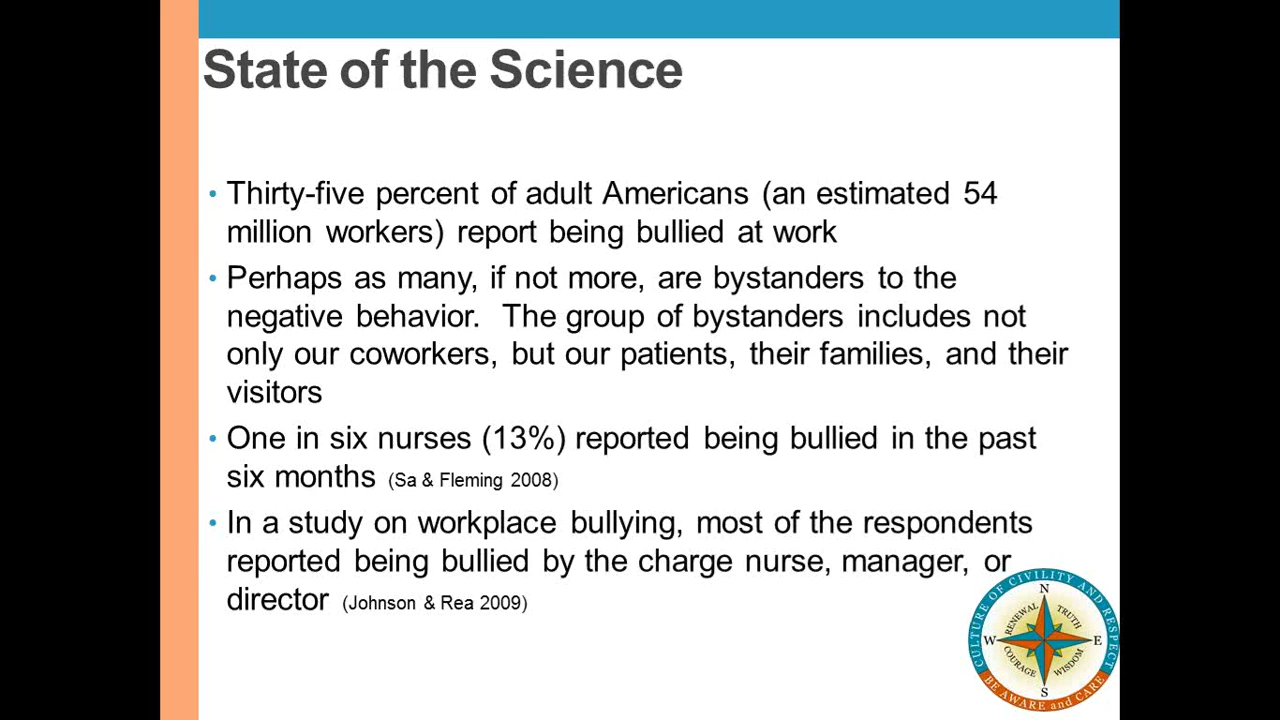 State of the Science
• Thirty-five percent of adult Americans (an estimated 54
million workers) report being bullied at work
• Perhaps as many, if not more, are bystanders to the
negative behavior.  The group of bystanders includes not
only our coworkers, but our patients, their families, and their
visitors
• One in six nurses (13%) reported being bullied in the past
six months (Sa & Fleming 2008)
• In a study on workplace bullying, most of the respondents
reported being bullied by the charge nurse, manager, or
director (Johnson & Rea 2009)
CULTURE OF CIVILITY AND RESPECT
N
RENEWAL TRUTH
W E
COURAGE WISDOM
S
BE AWARE and CARE